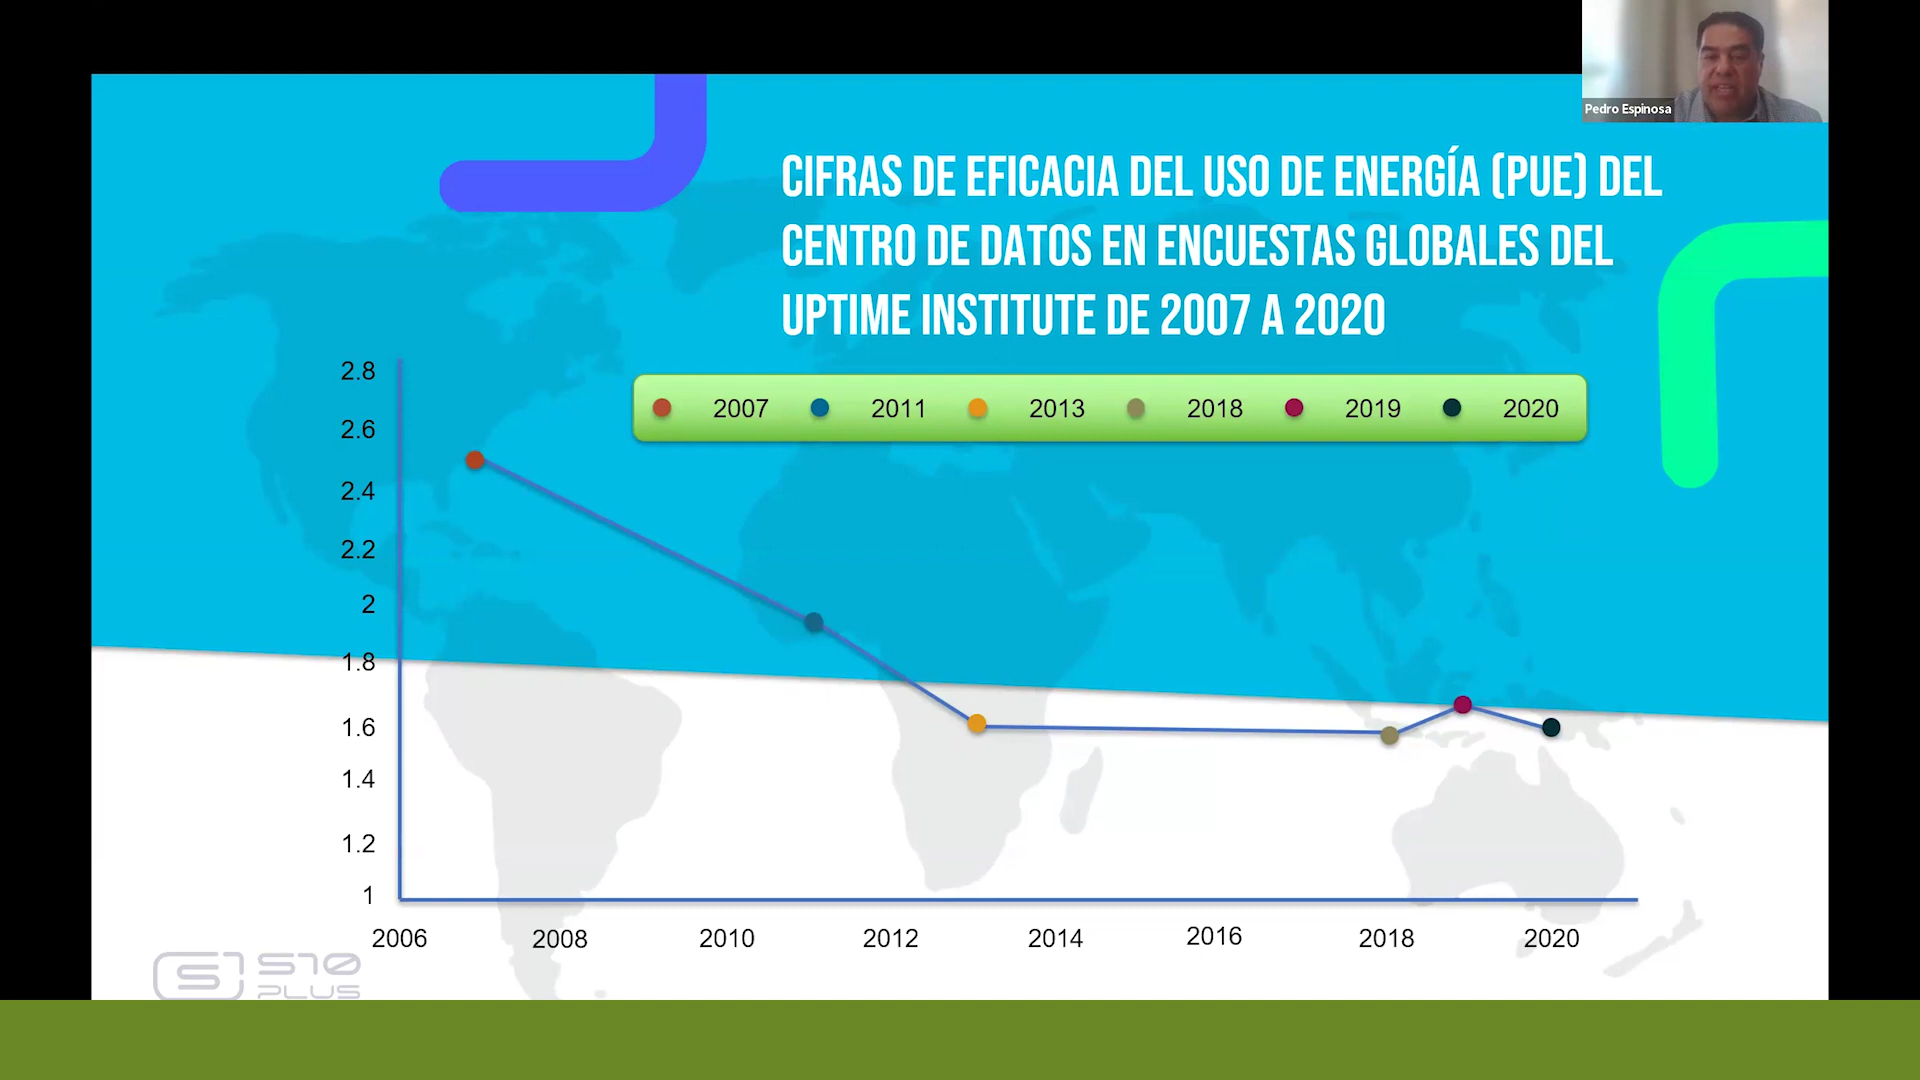 Pedro Espinosa
CIFRAS DE EFICACIA DEL USO DE ENERGÍA (PUE) DEL
CENTRO DE DATOS EN ENCUESTAS GLOBALES DEL
UPTIME INSTITUTE DE 2007 A 2020
2007 2011 2013 2018 2019 2020
2.8
2.6
2.4
2.2
2
1.8
1.6
1.4
1.2
1
2006 2008 2010 2012 2014 2016 2018 2020
S10
PLUS